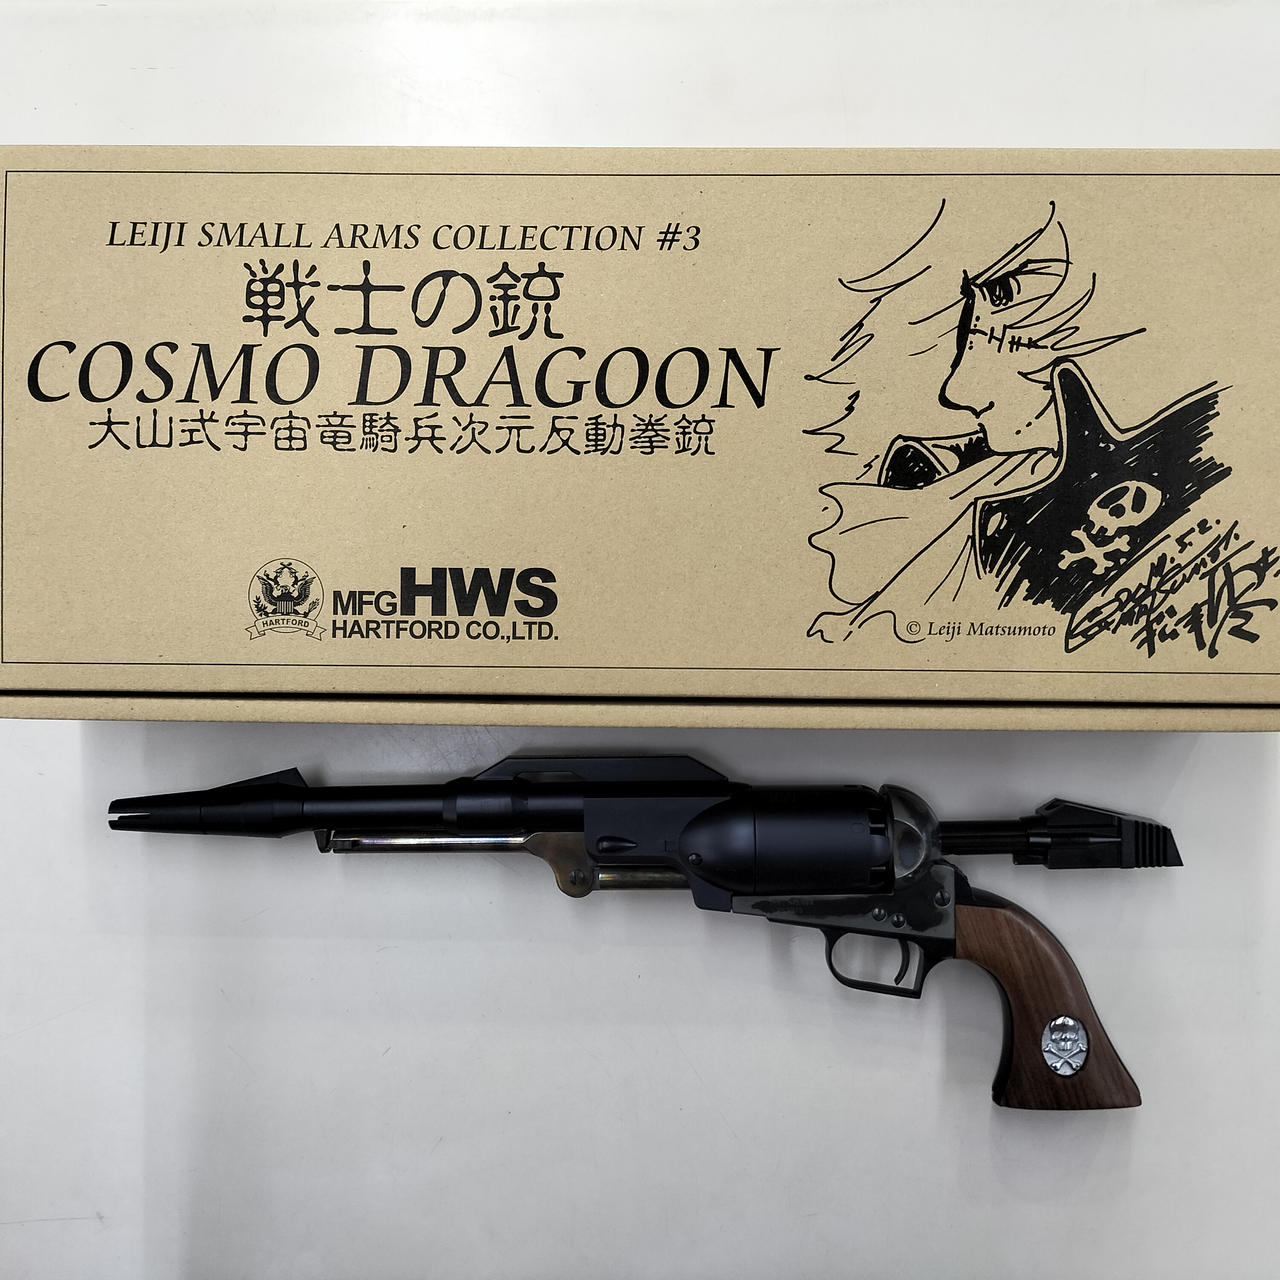 LEIJI SMALL ARMS COLLECTION #3
戦士の銃
COSMO DRAGOON
大山式宇宙竜騎兵次元反動拳銃
HARTFORD
MFG HWS
HARTFORD CO.,LTD.
© Leiji Matsumoto